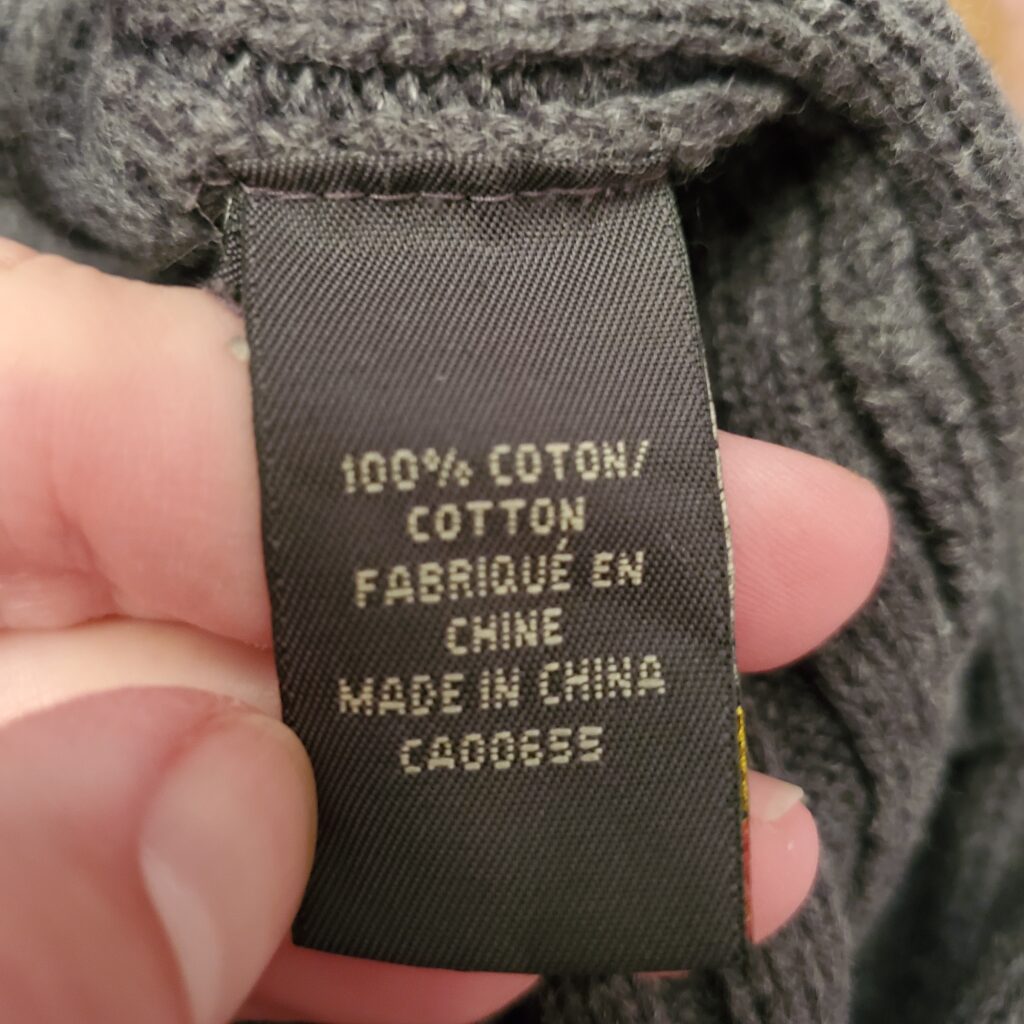 100% COTON/
COTTON
FABRIQUÉ EN
CHINE
MADE IN CHINA
CA00655